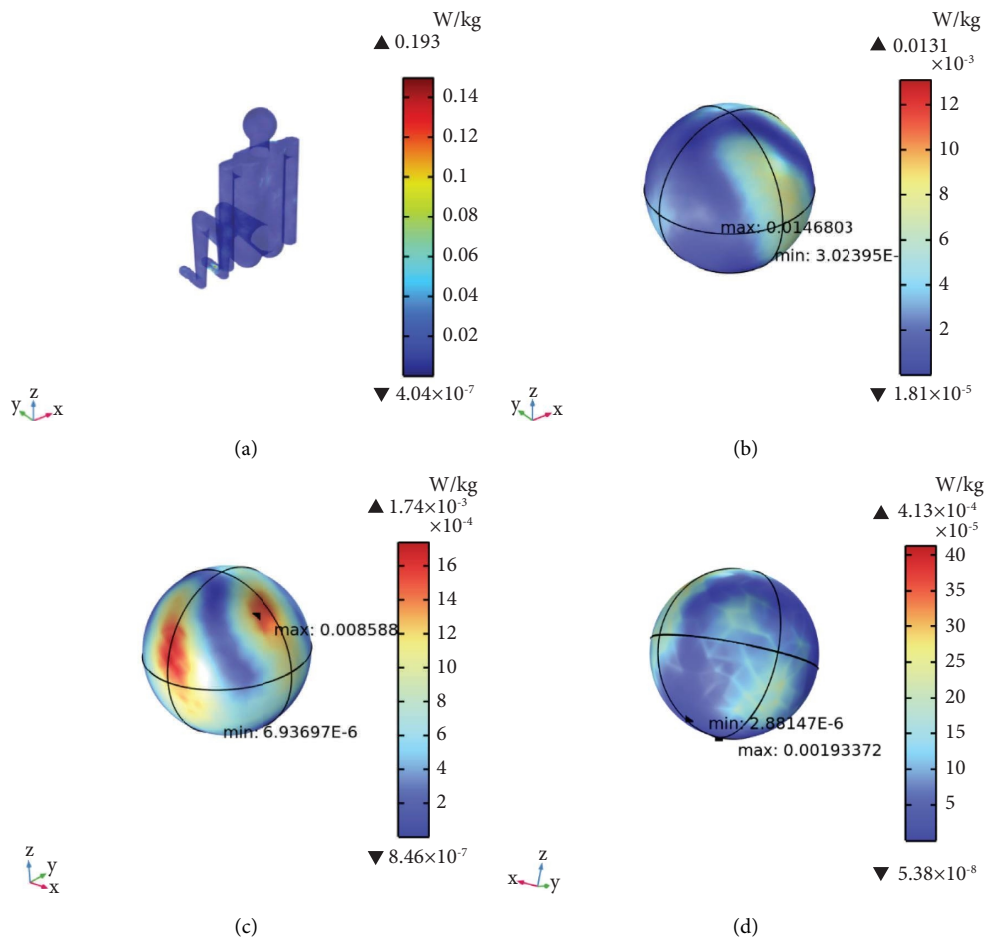 W/kg
▲ 0.193
0.14
0.12
0.1
0.08
0.06
0.04
0.02
▼ 4.04×10⁻⁷
z
y
x
(a)
W/kg
▲ 0.0131
×10⁻³
12
10
8
6
4
2
▼ 1.81×10⁻⁵
max: 0.0146803
min: 3.02395E-
z
y
x
(b)
W/kg
▲ 1.74×10⁻³
×10⁻⁴
16
14
12
10
8
6
4
2
▼ 8.46×10⁻⁷
max: 0.008588
min: 6.93697E-6
z
y
x
(c)
W/kg
▲ 4.13×10⁻⁴
×10⁻⁵
40
35
30
25
20
15
10
5
▼ 5.38×10⁻⁸
min: 2.88147E-6
max: 0.00193372
z
x
y
(d)